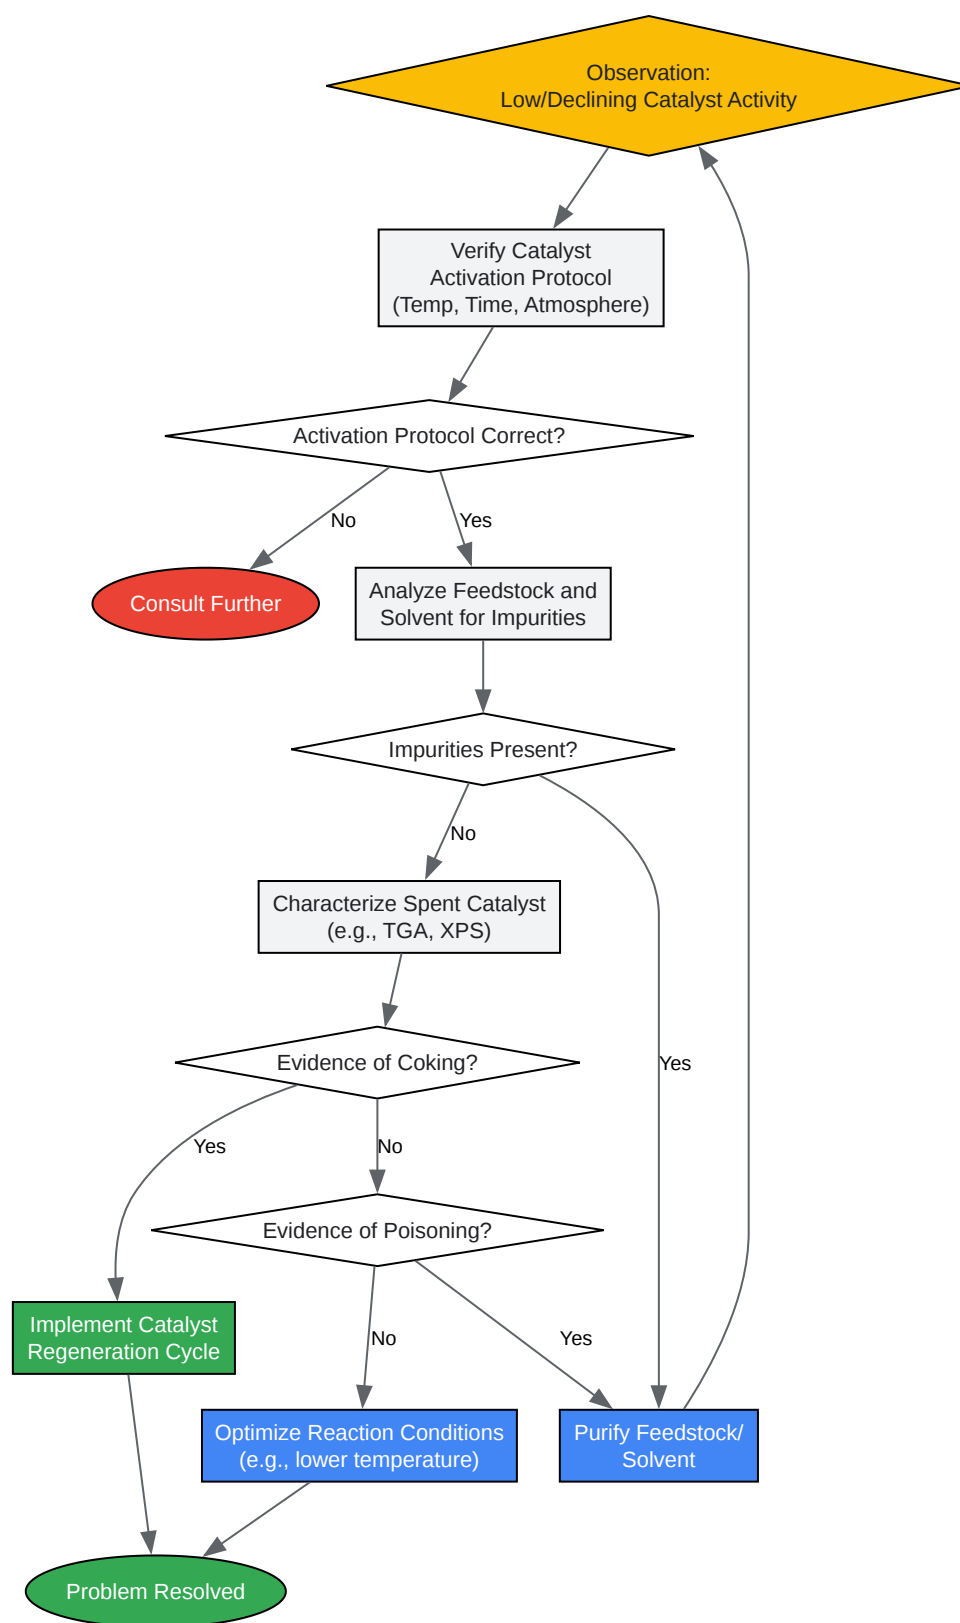 Observation:
Low/Declining Catalyst Activity
Verify Catalyst
Activation Protocol
(Temp, Time, Atmosphere)
Activation Protocol Correct?
No
Yes
Consult Further
Analyze Feedstock and
Solvent for Impurities
Impurities Present?
No
Characterize Spent Catalyst
(e.g., TGA, XPS)
Evidence of Coking?
Yes
Yes
No
Evidence of Poisoning?
Implement Catalyst
Regeneration Cycle
No
Yes
Optimize Reaction Conditions
(e.g., lower temperature)
Purify Feedstock/
Solvent
Problem Resolved